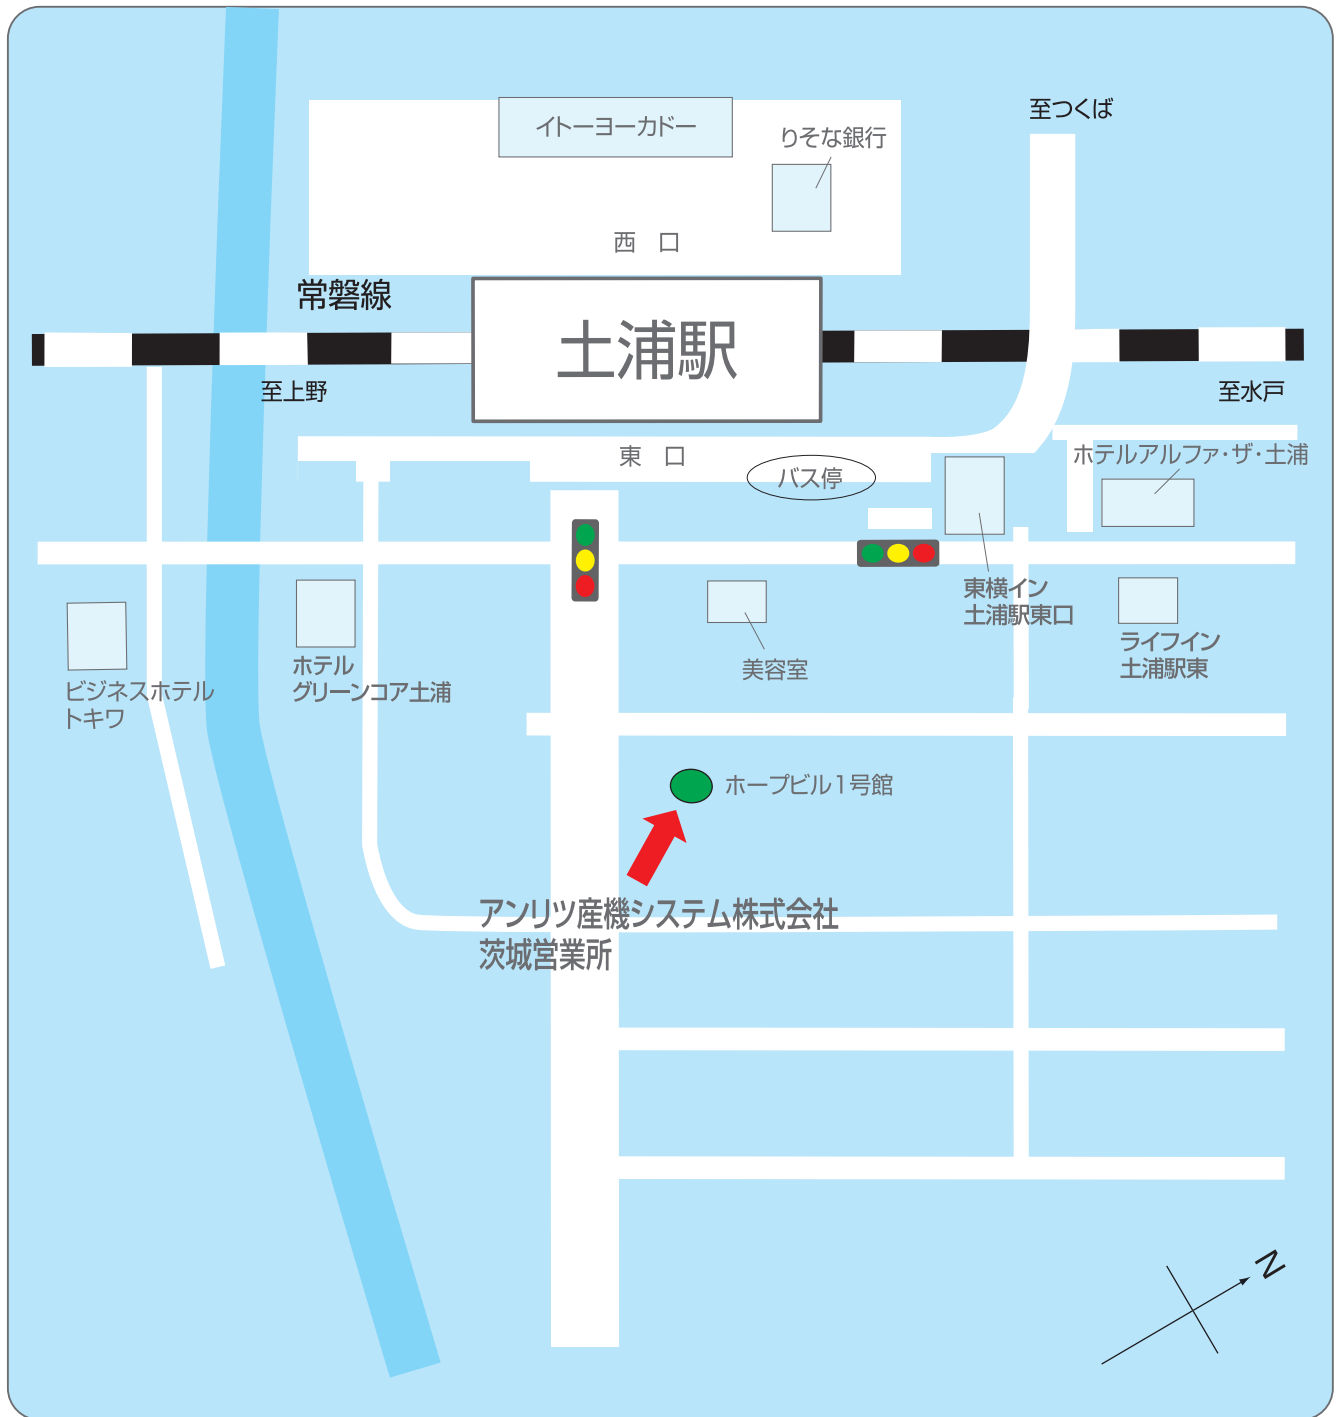 至つくば
イトーヨーカドー
りそな銀行
西 口
常磐線
土浦駅
至上野
至水戸
東 口
バス停
ホテルアルファ・ザ・土浦
東横イン
土浦駅東口
ライフイン
土浦駅東
美容室
ホテル
グリーンコア土浦
ビジネスホテル
トキワ
ホープビル1号館
アンリツ産機システム株式会社
茨城営業所
N